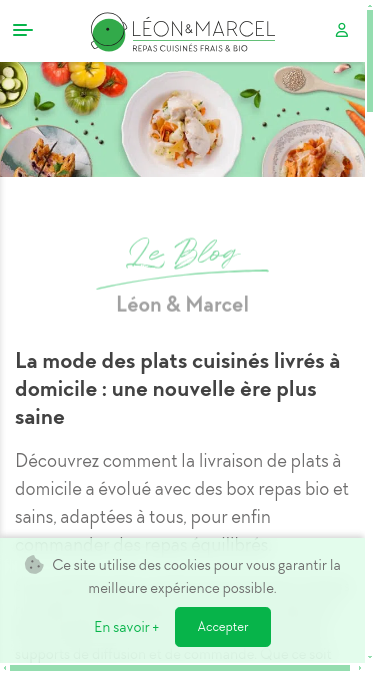 LÉON&MARCEL
REPAS CUISINÉS FRAIS & BIO
Le Blog
Léon & Marcel
La mode des plats cuisinés livrés à
domicile : une nouvelle ère plus
saine
Découvrez comment la livraison de plats à
domicile a évolué avec des box repas bio et
sains, adaptées à tous, pour enfin
commander des repas équilibrés.
Ce site utilise des cookies pour vous garantir la
meilleure expérience possible.
En savoir + Accepter